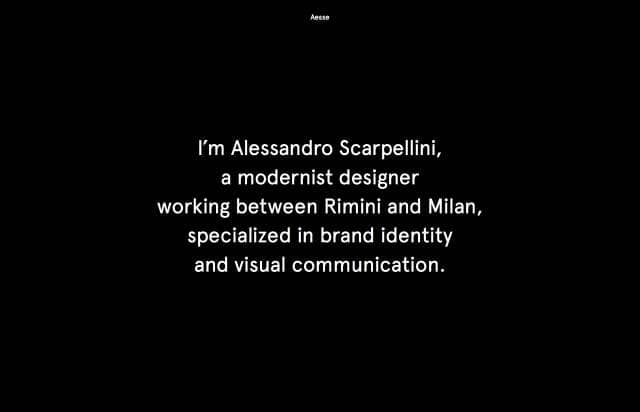 Aesse
I’m Alessandro Scarpellini,
a modernist designer
working between Rimini and Milan,
specialized in brand identity
and visual communication.